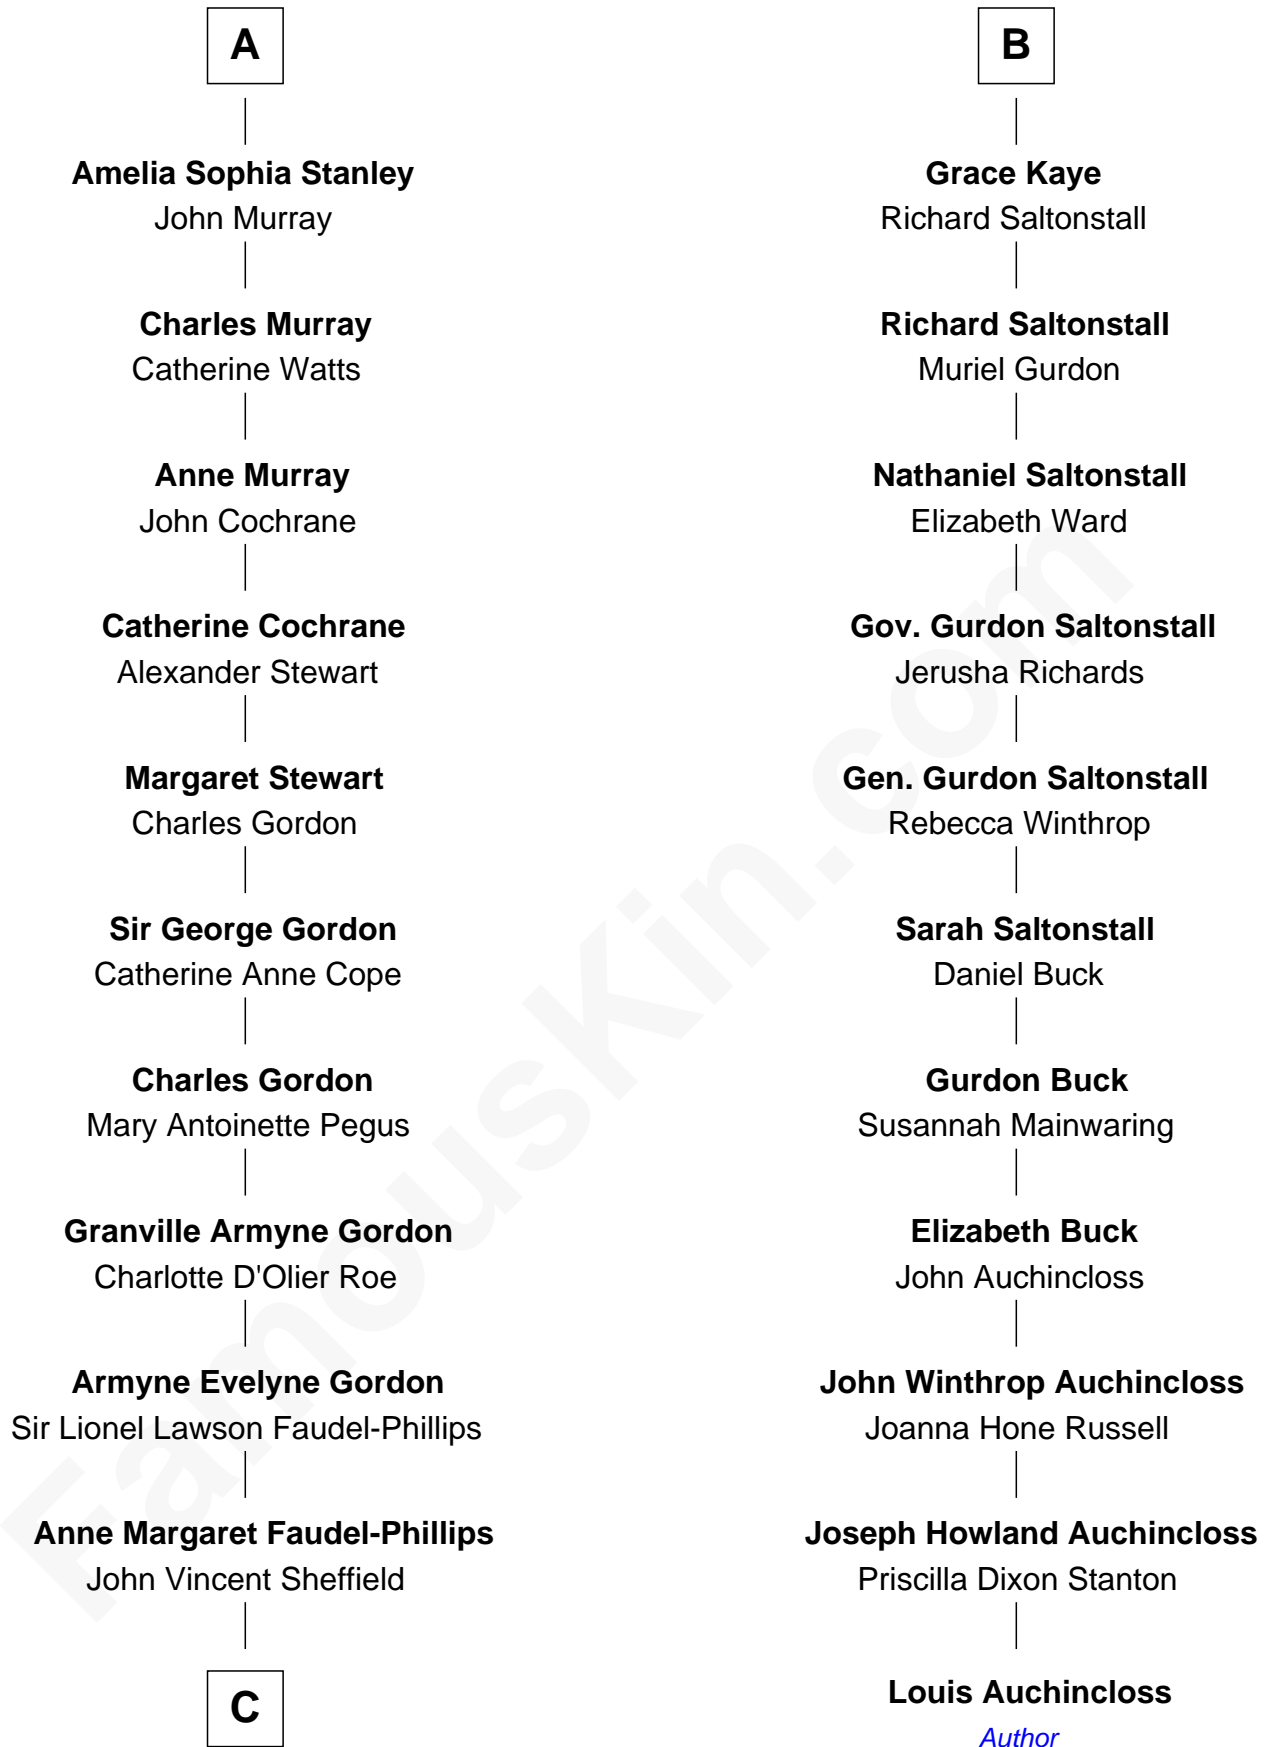 A
Amelia Sophia Stanley
John Murray
Charles Murray
Catherine Watts
Anne Murray
John Cochrane
Catherine Cochrane
Alexander Stewart
Margaret Stewart
Charles Gordon
Sir George Gordon
Catherine Anne Cope
Charles Gordon
Mary Antoinette Pegus
Granville Armyne Gordon
Charlotte D'Olier Roe
Armyne Evelyne Gordon
Sir Lionel Lawson Faudel-Phillips
Anne Margaret Faudel-Phillips
John Vincent Sheffield
C
B
Grace Kaye
Richard Saltonstall
Richard Saltonstall
Muriel Gurdon
Nathaniel Saltonstall
Elizabeth Ward
Gov. Gurdon Saltonstall
Jerusha Richards
Gen. Gurdon Saltonstall
Rebecca Winthrop
Sarah Saltonstall
Daniel Buck
Gurdon Buck
Susannah Mainwaring
Elizabeth Buck
John Auchincloss
John Winthrop Auchincloss
Joanna Hone Russell
Joseph Howland Auchincloss
Priscilla Dixon Stanton
Louis Auchincloss
Author
FamousKin.com